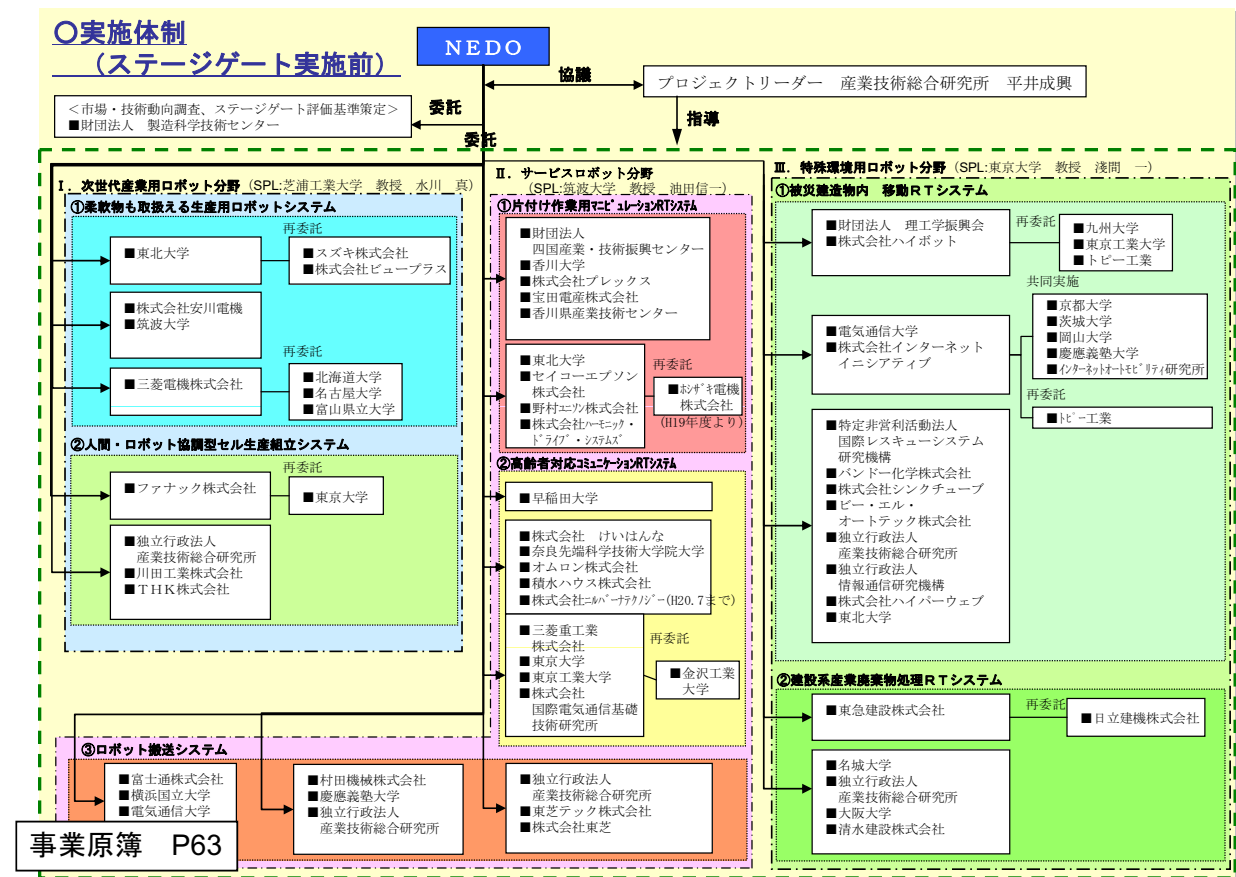 〇実施体制
（ステージゲート実施前）
ＮＥＤＯ
協議
プロジェクトリーダー　産業技術総合研究所　平井成興
＜市場・技術動向調査、ステージゲート評価基準策定＞
■財団法人　製造科学技術センター
委託
指導
委託
Ⅰ．次世代産業用ロボット分野（SPL:芝浦工業大学　教授　水川　真）
①柔軟物も取扱える生産用ロボットシステム
■東北大学
再委託
■スズキ株式会社
■株式会社ビュープラス
■株式会社安川電機
■筑波大学
■三菱電機株式会社
再委託
■北海道大学
■名古屋大学
■富山県立大学
②人間・ロボット協調型セル生産組立システム
■ファナック株式会社
再委託
■東京大学
■独立行政法人
産業技術総合研究所
■川田工業株式会社
■ＴＨＫ株式会社
Ⅱ．サービスロボット分野
（SPL:筑波大学　教授　油田信一）
①片付け作業用ﾏﾆﾋﾟｭﾚｰｼｮﾝRTｼｽﾃﾑ
■財団法人
四国産業・技術振興センター
■香川大学
■株式会社プレックス
■宝田電産株式会社
■香川県産業技術センター
■東北大学
■セイコーエプソン
株式会社
■野村ﾕﾆｿﾝ株式会社
■株式会社ﾊｰﾓﾆｯｸ・
ﾄﾞﾗｲﾌﾞ・ｼｽﾃﾑｽﾞ
再委託
■ﾎｼｻﾞｷ電機
株式会社
(H19年度より)
②高齢者対応ｺﾐｭﾆｹｰｼｮﾝRTｼｽﾃﾑ
■早稲田大学
■株式会社　けいはんな
■奈良先端科学技術大学院大学
■オムロン株式会社
■積水ハウス株式会社
■株式会社ﾆﾙﾊﾞｰﾅﾃｸﾉｼﾞｰ(H20.7まで)
■三菱重工業
株式会社
■東京大学
■東京工業大学
■株式会社
国際電気通信基礎
技術研究所
再委託
■金沢工業
大学
③ロボット搬送システム
■富士通株式会社
■横浜国立大学
■電気通信大学
■村田機械株式会社
■慶應義塾大学
■独立行政法人
産業技術総合研究所
■独立行政法人
産業技術総合研究所
■東芝テック株式会社
■株式会社東芝
Ⅲ．特殊環境用ロボット分野（SPL:東京大学　教授　淺間　一）
①被災建造物内　移動ＲＴシステム
■財団法人　理工学振興会
■株式会社ハイボット
再委託
■九州大学
■東京工業大学
■トピー工業
■電気通信大学
■株式会社インターネット
イニシアティブ
共同実施
■京都大学
■茨城大学
■岡山大学
■慶應義塾大学
■ｲﾝﾀｰﾈｯﾄｵｰﾄﾓﾋﾞﾘﾃｨ研究所
再委託
■ﾄﾋﾟｰ工業
■特定非営利活動法人
国際レスキューシステム
研究機構
■バンドー化学株式会社
■株式会社シンクチューブ
■ビー・エル・
オートテック株式会社
■独立行政法人
産業技術総合研究所
■独立行政法人
情報通信研究機構
■株式会社ハイパーウェブ
■東北大学
②建設系産業廃棄物処理ＲＴシステム
■東急建設株式会社
再委託
■日立建機株式会社
■名城大学
■独立行政法人
産業技術総合研究所
■大阪大学
■清水建設株式会社
事業原簿　P63